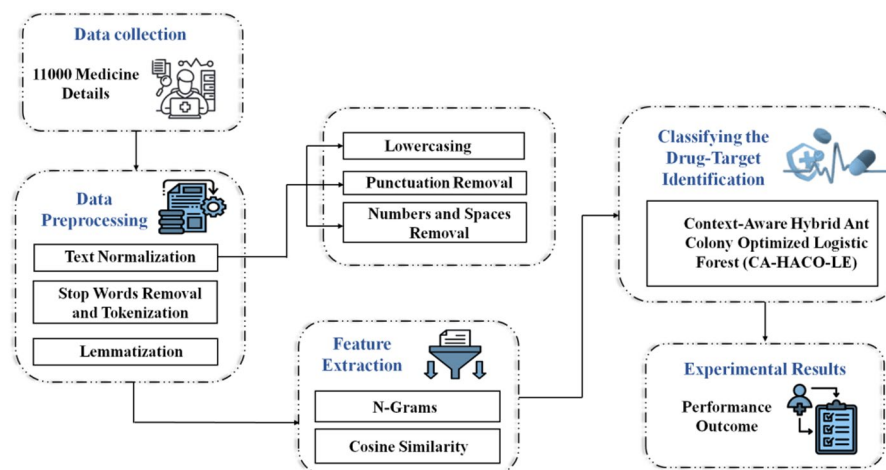 Data collection
11000 Medicine
Details
Data
Preprocessing
Text Normalization
Stop Words Removal
and Tokenization
Lemmatization
Lowercasing
Punctuation Removal
Numbers and Spaces
Removal
Feature
Extraction
N-Grams
Cosine Similarity
Classifying the
Drug-Target
Identification
Context-Aware Hybrid Ant
Colony Optimized Logistic
Forest (CA-HACO-LE)
Experimental Results
Performance
Outcome